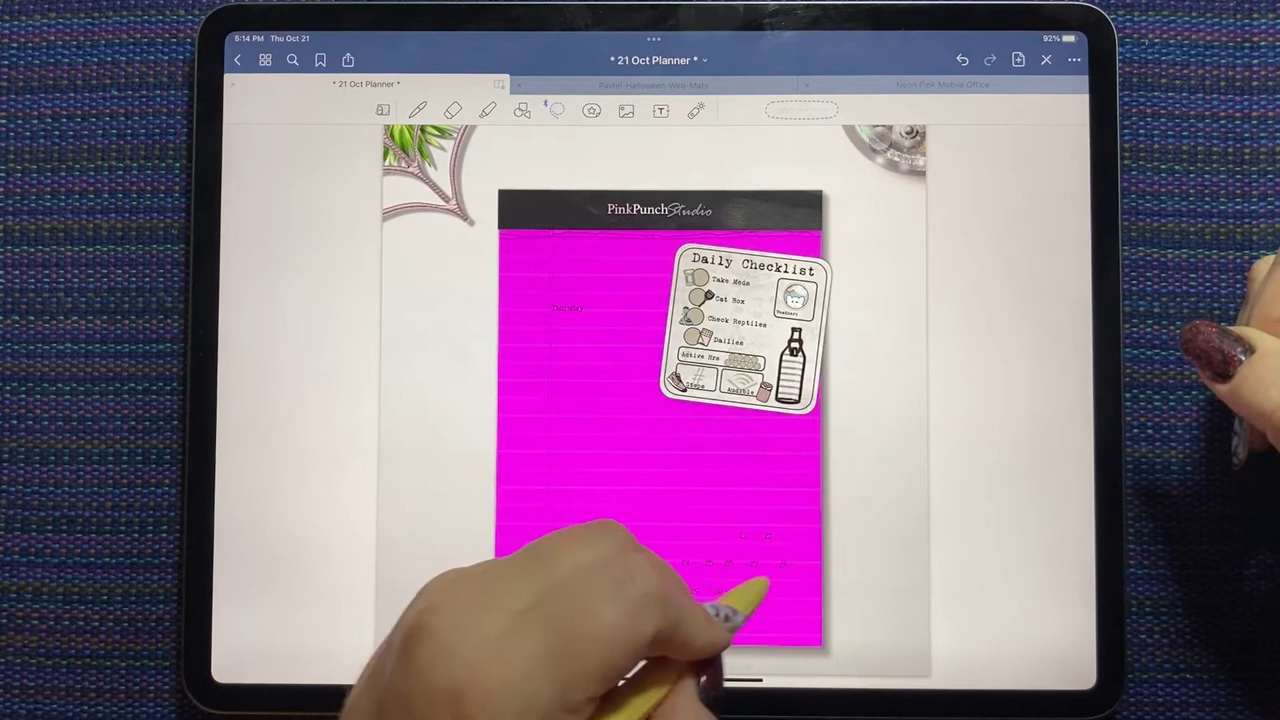 5:14 PM Thu Oct 21
92%
* 21 Oct Planner *
* 21 Oct Planner *
Pastel-Halloween-Web-Mats
Neon Pink Mobile Office
PinkPunchStudio
Daily Checklist
Take Meds
Cat Box
Check Reptiles
Dailies
Active Hrs
Steps
Audible
Thursday